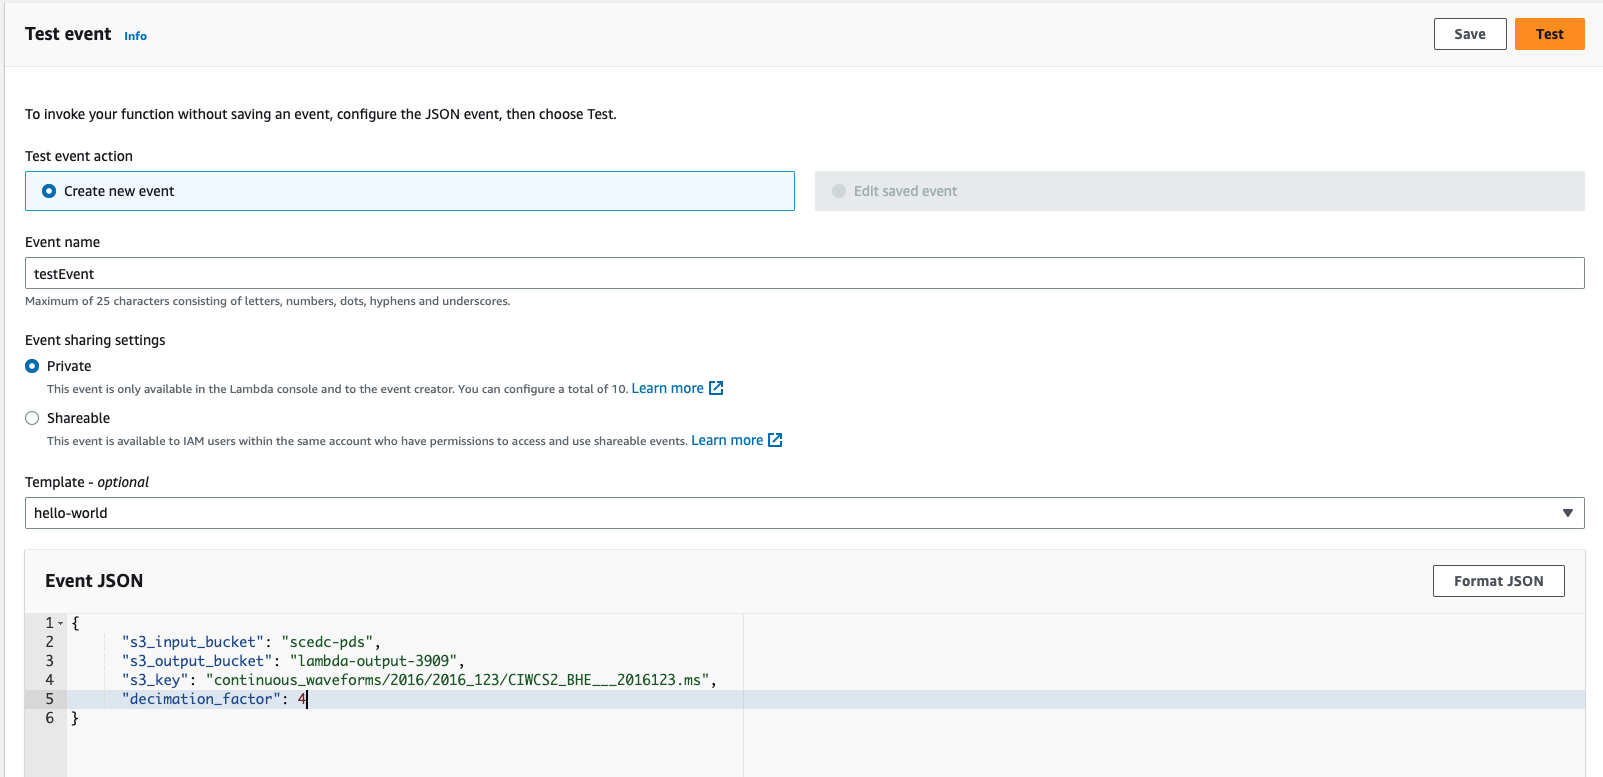 Test event Info
Save
Test
To invoke your function without saving an event, configure the JSON event, then choose Test.
Test event action
Create new event
Edit saved event
Event name
testEvent
Maximum of 25 characters consisting of letters, numbers, dots, hyphens and underscores.
Event sharing settings
Private
This event is only available in the Lambda console and to the event creator. You can configure a total of 10. Learn more
Shareable
This event is available to IAM users within the same account who have permissions to access and use shareable events. Learn more
Template - optional
hello-world
Event JSON
Format JSON
1 {
2 "s3_input_bucket": "scedc-pds",
3 "s3_output_bucket": "lambda-output-3909",
4 "s3_key": "continuous_waveforms/2016/2016_123/CIWCS2_BHE___2016123.ms",
5 "decimation_factor": 4
6 }